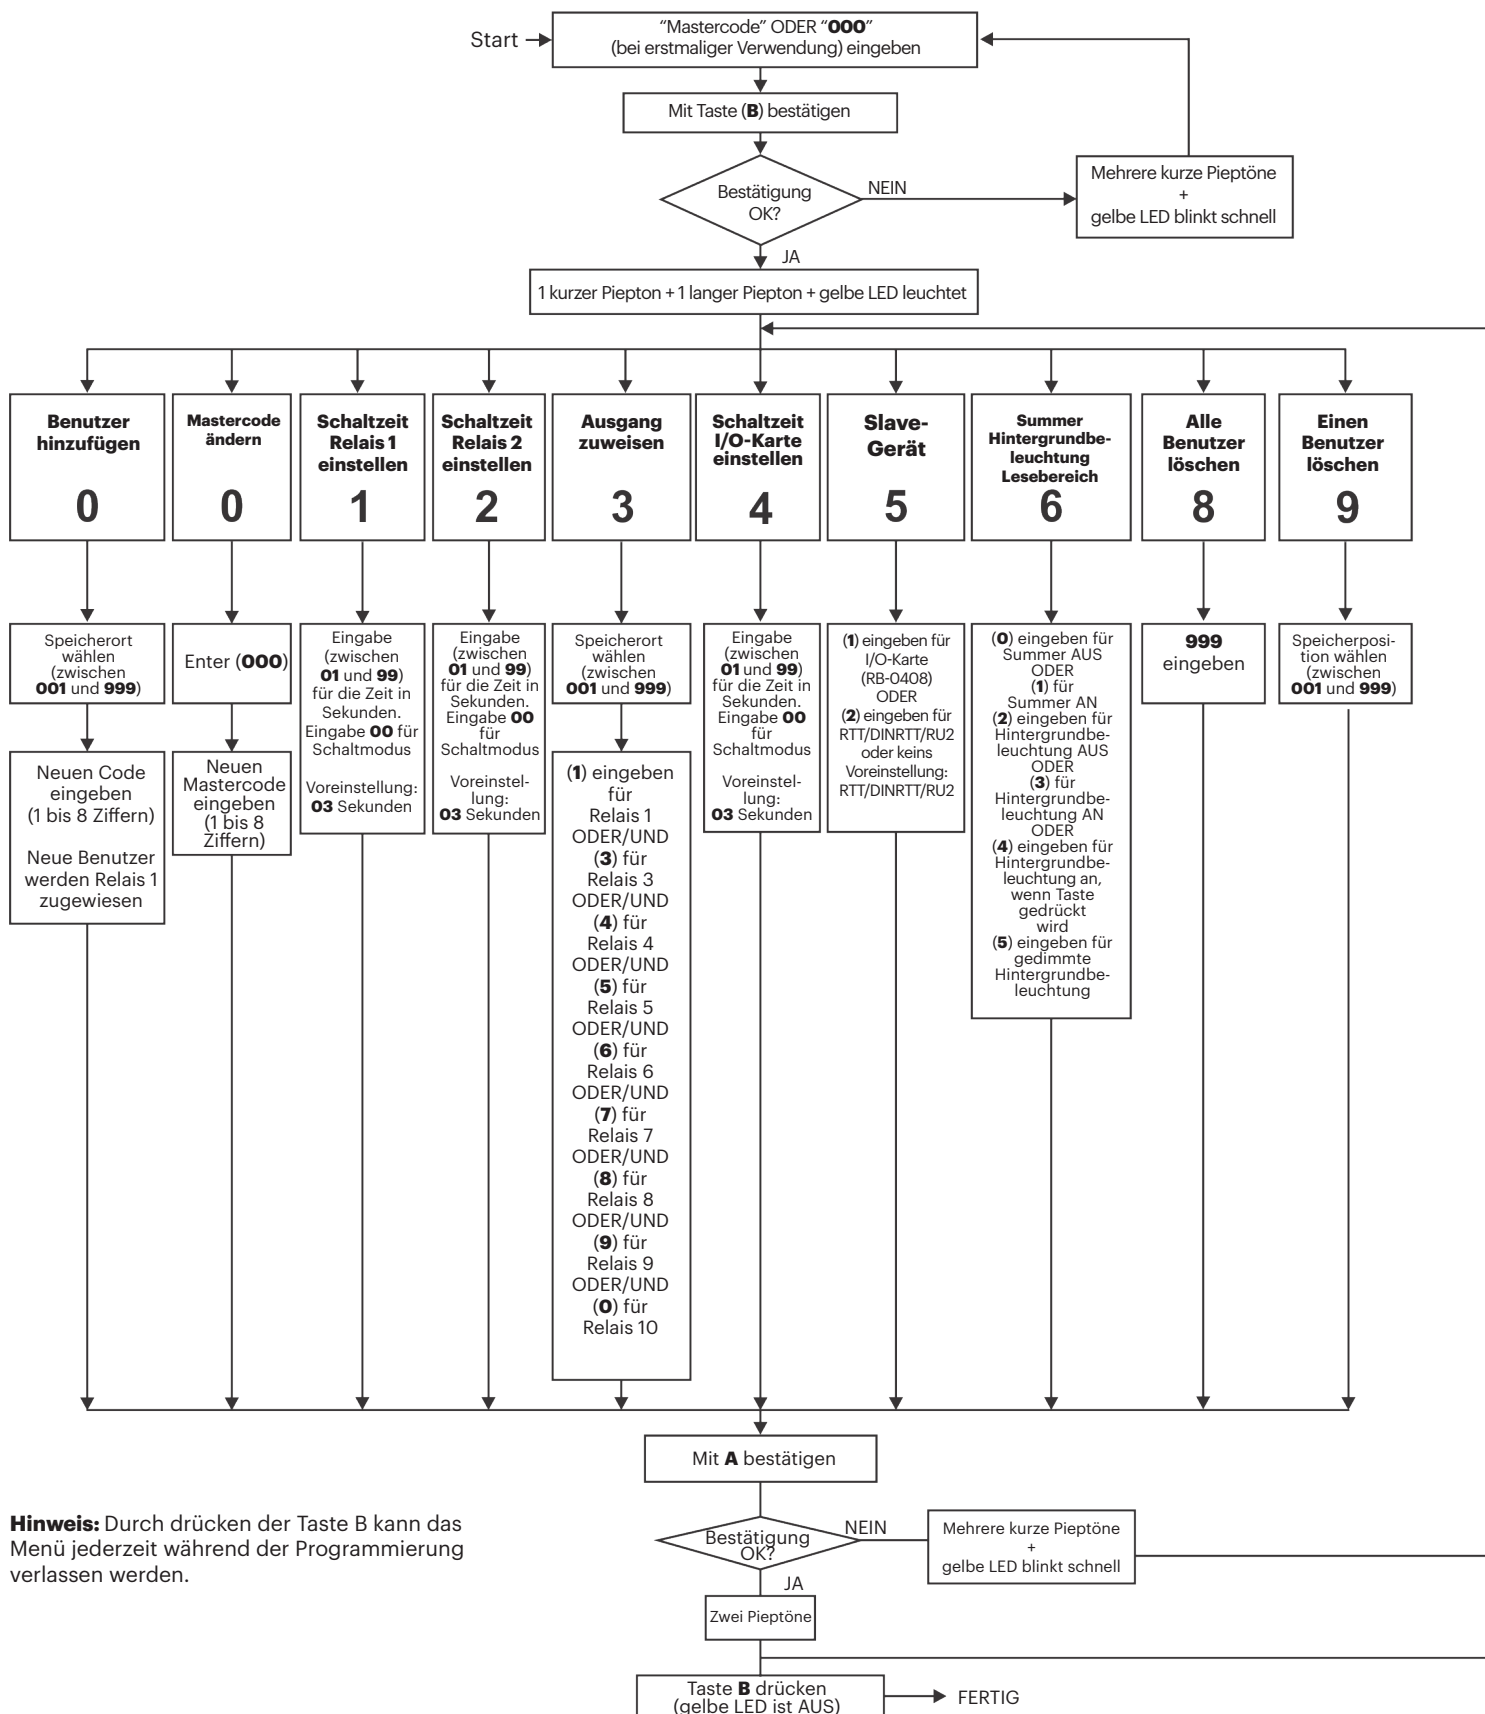 “Mastercode” ODER “000”
Start
(bei erstmaliger Verwendung) eingeben
Mit Taste (B) bestätigen
Bestätigung
OK?
NEIN
Mehrere kurze Pieptöne
+
gelbe LED blinkt schnell
JA
1 kurzer Piepton + 1 langer Piepton + gelbe LED leuchtet
Benutzer
hinzufügen
0
Mastercode
ändern
0
Schaltzeit
Relais 1
einstellen
1
Schaltzeit
Relais 2
einstellen
2
Ausgang
zuweisen
3
Schaltzeit
I/O-Karte
einstellen
4
Slave-
Gerät
5
Summer
Hintergrundbe-
leuchtung
Lesebereich
6
Alle
Benutzer
löschen
8
Einen
Benutzer
löschen
9
Speicherort
wählen
(zwischen
001 und 999)
Neuen Code
eingeben
(1 bis 8 Ziffern)
Neue Benutzer
werden Relais 1
zugewiesen
Enter (000)
Neuen
Mastercode
eingeben
(1 bis 8
Ziffern)
Eingabe
(zwischen
01 und 99)
für die Zeit in
Sekunden.
Eingabe 00 für
Schaltmodus
Voreinstellung:
03 Sekunden
Eingabe
(zwischen
01 und 99)
für die Zeit in
Sekunden.
Eingabe 00
für
Schaltmodus
Voreinstel-
lung:
03 Sekunden
Speicherort
wählen
(zwischen
001 und 999)
(1) eingeben
für
Relais 1
ODER/UND
(3) für
Relais 3
ODER/UND
(4) für
Relais 4
ODER/UND
(5) für
Relais 5
ODER/UND
(6) für
Relais 6
ODER/UND
(7) für
Relais 7
ODER/UND
(8) für
Relais 8
ODER/UND
(9) für
Relais 9
ODER/UND
(0) für
Relais 10
Eingabe
(zwischen
01 und 99)
für die Zeit in
Sekunden.
Eingabe 00
für
Schaltmodus
Voreinstel-
lung:
03 Sekunden
(1) eingeben für
I/O-Karte
(RB-0408)
ODER
(2) eingeben für
RTT/DINRTT/RU2
oder keins
Voreinstellung:
RTT/DINRTT/RU2
(0) eingeben für
Summer AUS
ODER
(1) für
Summer AN
(2) eingeben für
Hintergrundbe-
leuchtung AUS
ODER
(3) für
Hintergrundbe-
leuchtung AN
ODER
(4) eingeben für
Hintergrundbe-
leuchtung an,
wenn Taste
gedrückt
wird
(5) eingeben für
gedimmte
Hintergrundbe-
leuchtung
999
eingeben
Speicherposi-
tion wählen
(zwischen
001 und 999)
Mit A bestätigen
Hinweis: Durch drücken der Taste B kann das
Menü jederzeit während der Programmierung
verlassen werden.
Bestätigung
OK?
NEIN
Mehrere kurze Pieptöne
+
gelbe LED blinkt schnell
JA
Zwei Pieptöne
Taste B drücken
(gelbe LED ist AUS)
FERTIG